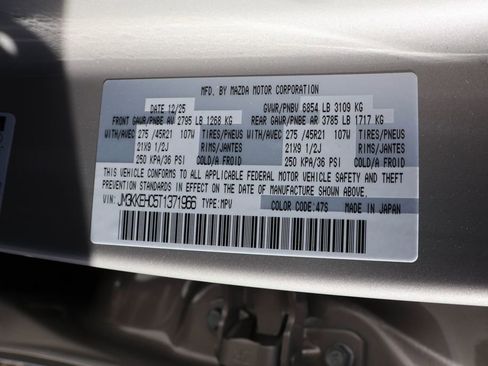 MFD. BY MAZDA MOTOR CORPORATION
DATE 12/25 GVWR/PNBV 6854 LB 3109 KG
FRONT GAWR/PNBE AV 2795 LB 1268 KG REAR GAWR/PNBE AR 3785 LB 1717 KG
WITH/AVEC 275 /45R21 107W TIRES/PNEUS WITH/AVEC 275 /45R21 107W TIRES/PNEUS
21X9 1/2J RIMS/JANTES 21X9 1/2J RIMS/JANTES
250 KPA/36 PSI COLD/A FROID 250 KPA/36 PSI COLD/A FROID
THIS VEHICLE CONFORMS TO ALL APPLICABLE FEDERAL MOTOR VEHICLE SAFETY AND THEFT
PREVENTION STANDARDS IN EFFECT ON THE DATE OF MANUFACTURE SHOWN ABOVE.
VIN: JM3KKEHC5T1371966 TYPE: MPV COLOR CODE: 47S MADE IN JAPAN